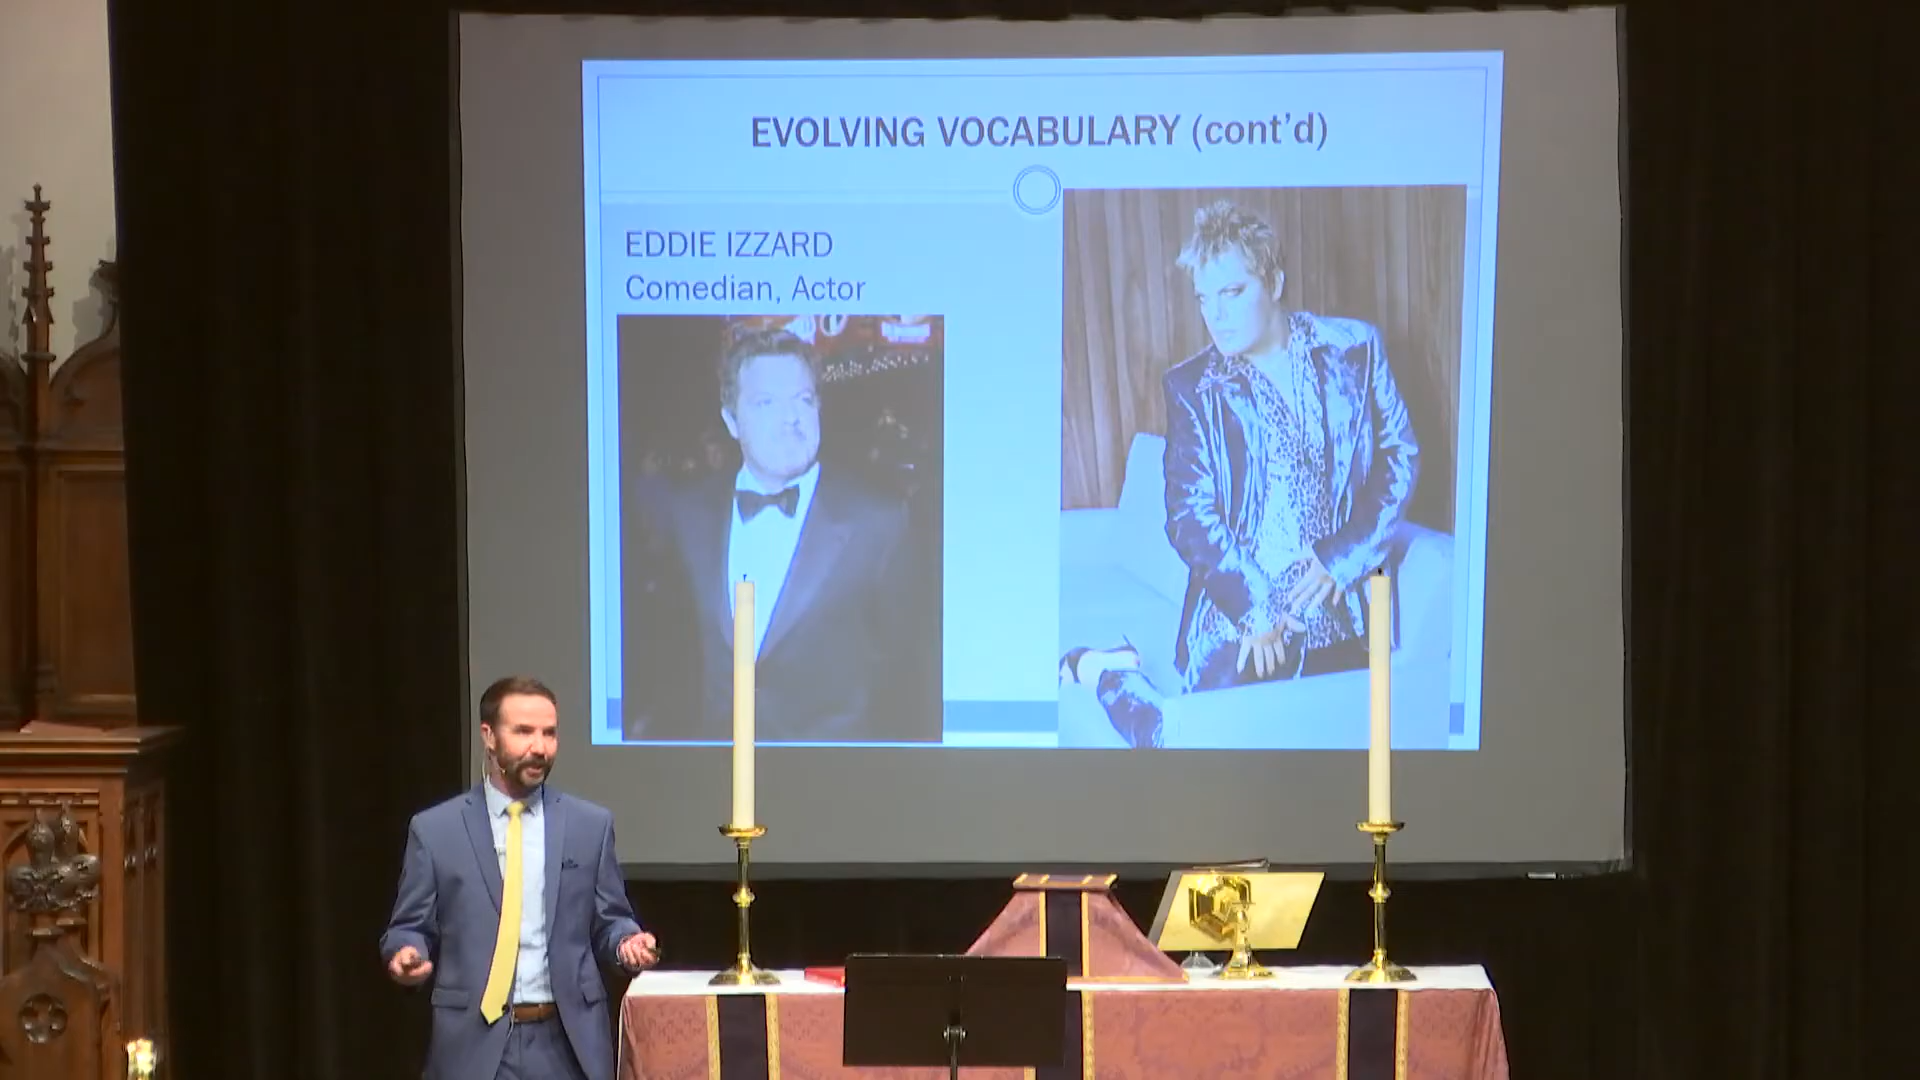 EVOLVING VOCABULARY (cont'd)
EDDIE IZZARD
Comedian, Actor